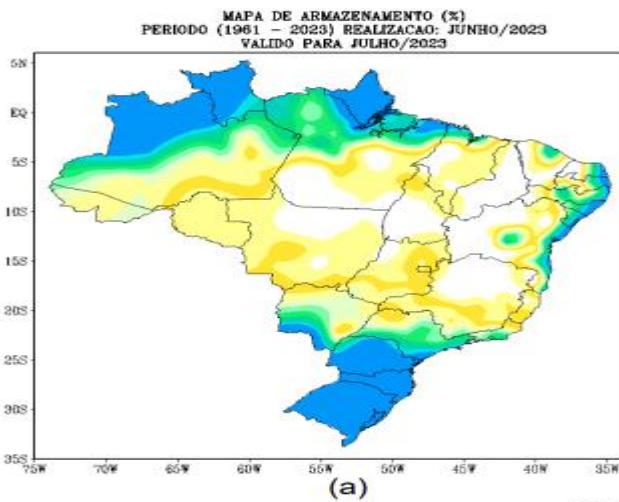 MAPA DE ARMAZENAMENTO (%)
PERIODO (1961 - 2023) REALIZACAO: JUNHO/2023
VALIDO PARA JULHO/2023
5N
EQ
5S
10S
15S
20S
25S
30S
35S
75W 70W 65W 60W 55W 50W 45W 40W 35W
(a)